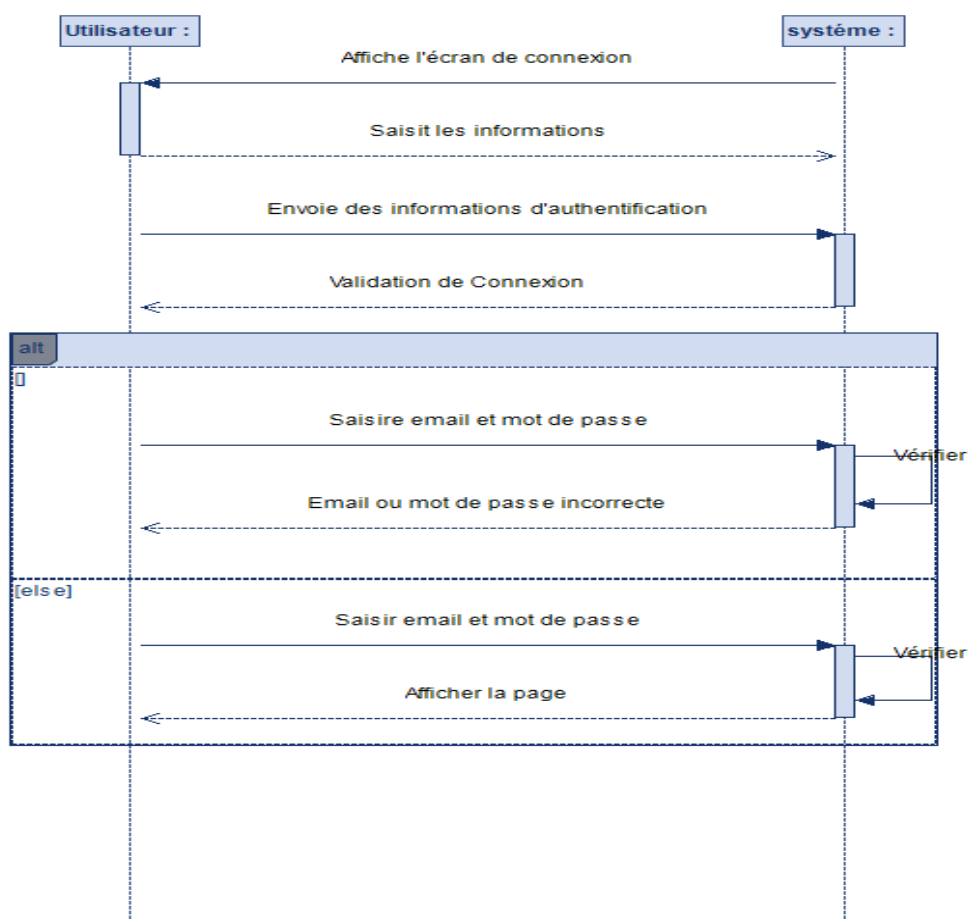 Utilisateur :
systéme :
Affiche l'écran de connexion
Saisit les informations
Envoie des informations d'authentification
Validation de Connexion
alt
[]
Saisire email et mot de passe
Vérifier
Email ou mot de passe incorrecte
[else]
Saisir email et mot de passe
Vérifier
Afficher la page